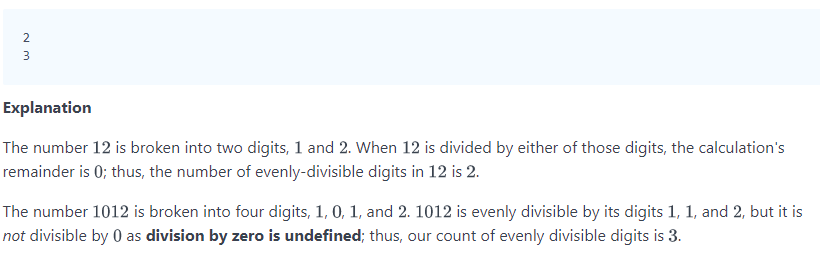 2
3
Explanation
The number 12 is broken into two digits, 1 and 2. When 12 is divided by either of those digits, the calculation's
remainder is 0; thus, the number of evenly-divisible digits in 12 is 2.
The number 1012 is broken into four digits, 1, 0, 1, and 2. 1012 is evenly divisible by its digits 1, 1, and 2, but it is
not divisible by 0 as division by zero is undefined; thus, our count of evenly divisible digits is 3.